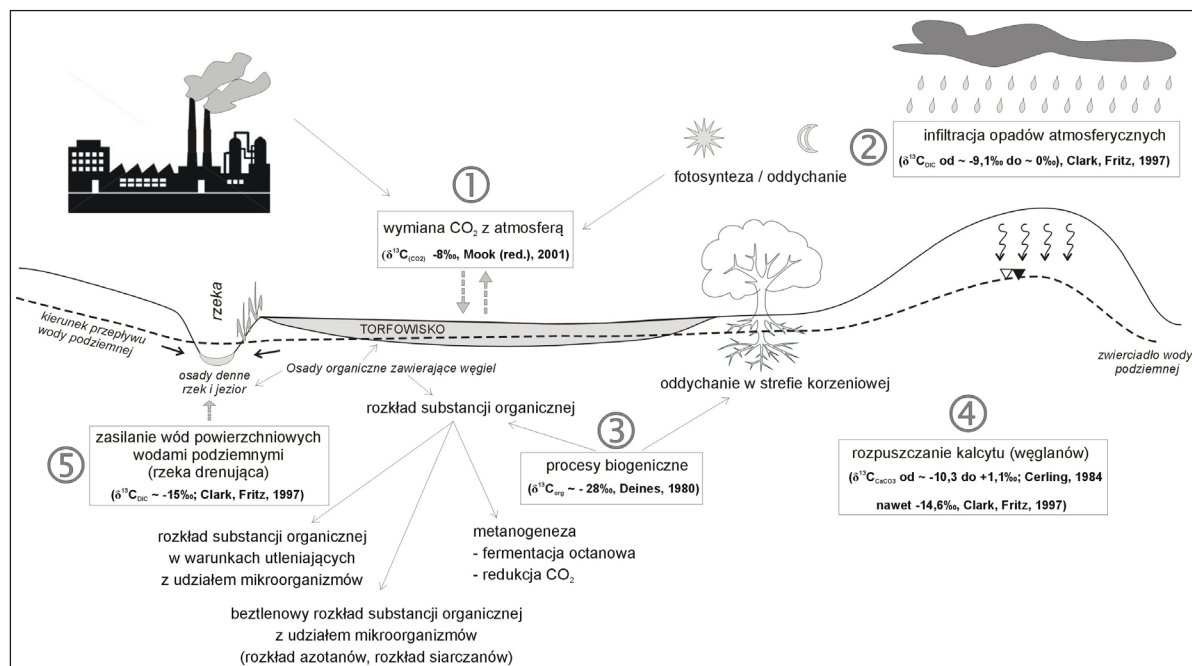 ②
infiltracja opadów atmosferycznych
(δ¹³C_DIC od ~ -9,1‰ do ~ 0‰), Clark, Fritz, 1997)
fotosynteza / oddychanie
①
wymiana CO₂ z atmosferą
(δ¹³C_(CO2) -8‰, Mook (red.), 2001)
rzeka
kierunek przepływu
wody podziemnej
TORFOWISKO
zwierciadło wody
podziemnej
osady denne
rzek i jezior
Osady organiczne zawierające węgiel
oddychanie w strefie korzeniowej
rozkład substancji organicznej
⑤
zasilanie wód powierzchniowych
wodami podziemnymi
(rzeka drenująca)
(δ¹³C_DIC ~ -15‰; Clark, Fritz, 1997)
③
procesy biogeniczne
(δ¹³C_org ~ - 28‰, Deines, 1980)
④
rozpuszczanie kalcytu (węglanów)
(δ¹³C_CaCO3 od ~ -10,3 do +1,1‰; Cerling, 1984
nawet -14,6‰, Clark, Fritz, 1997)
rozkład substancji organicznej
w warunkach utleniających
z udziałem mikroorganizmów
metanogeneza
- fermentacja octanowa
- redukcja CO₂
beztlenowy rozkład substancji organicznej
z udziałem mikroorganizmów
(rozkład azotanów, rozkład siarczanów)